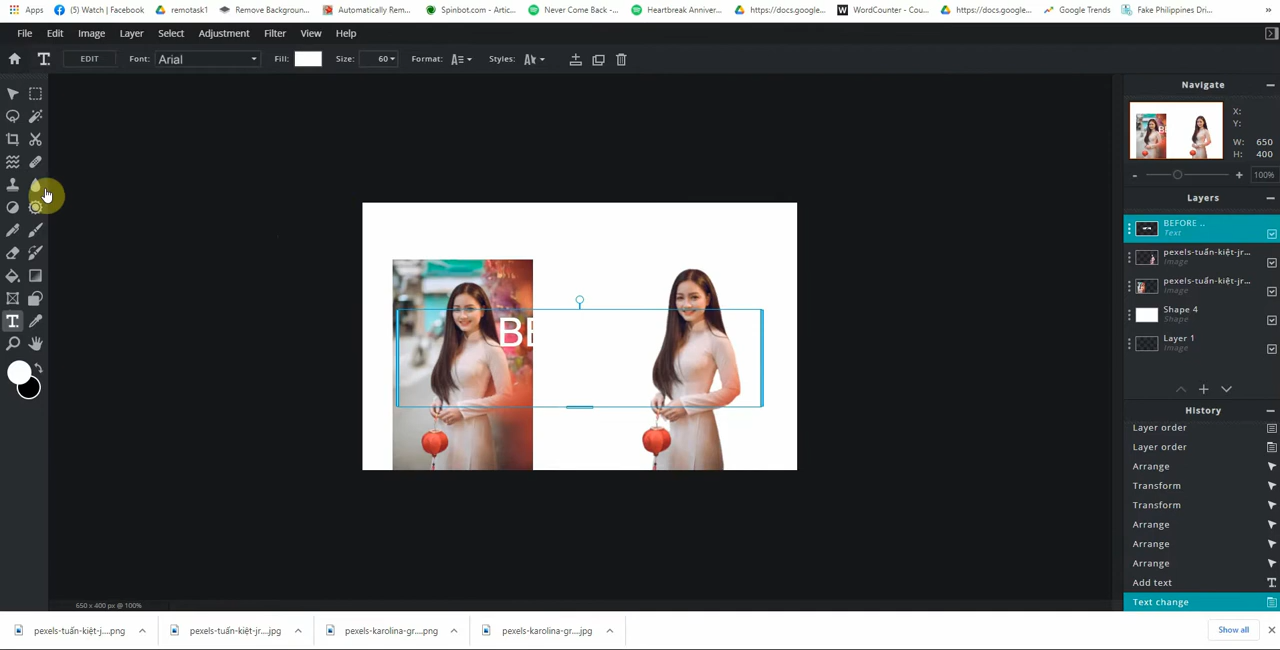 Apps (5) Watch | Facebook remotask1 Remove Backgroun... Automatically Rem... Spinbot.com - Artic... Never Come Back -... Heartbreak Anniver... https://docs.google... WordCounter - Cou... https://docs.google... Google Trends Fake Philippines Dri... »
File Edit Image Layer Select Adjustment Filter View Help
EDIT Font: Arial Fill: Size: 60 Format: Styles:
Navigate
X:
Y:
W: 650
H: 400
100%
Layers
BEFORE ..
Text
pexels-tuấn-kiệt-jr...
Image
pexels-tuấn-kiệt-jr...
Image
Shape 4
Shape
Layer 1
Image
BE
History
Layer order
Layer order
Arrange
Transform
Transform
Arrange
Arrange
Arrange
Add text
Text change
650 x 400 px @ 100%
pexels-tuấn-kiệt-j....png pexels-tuấn-kiệt-jr....jpg pexels-karolina-gr....png pexels-karolina-gr....jpg Show all